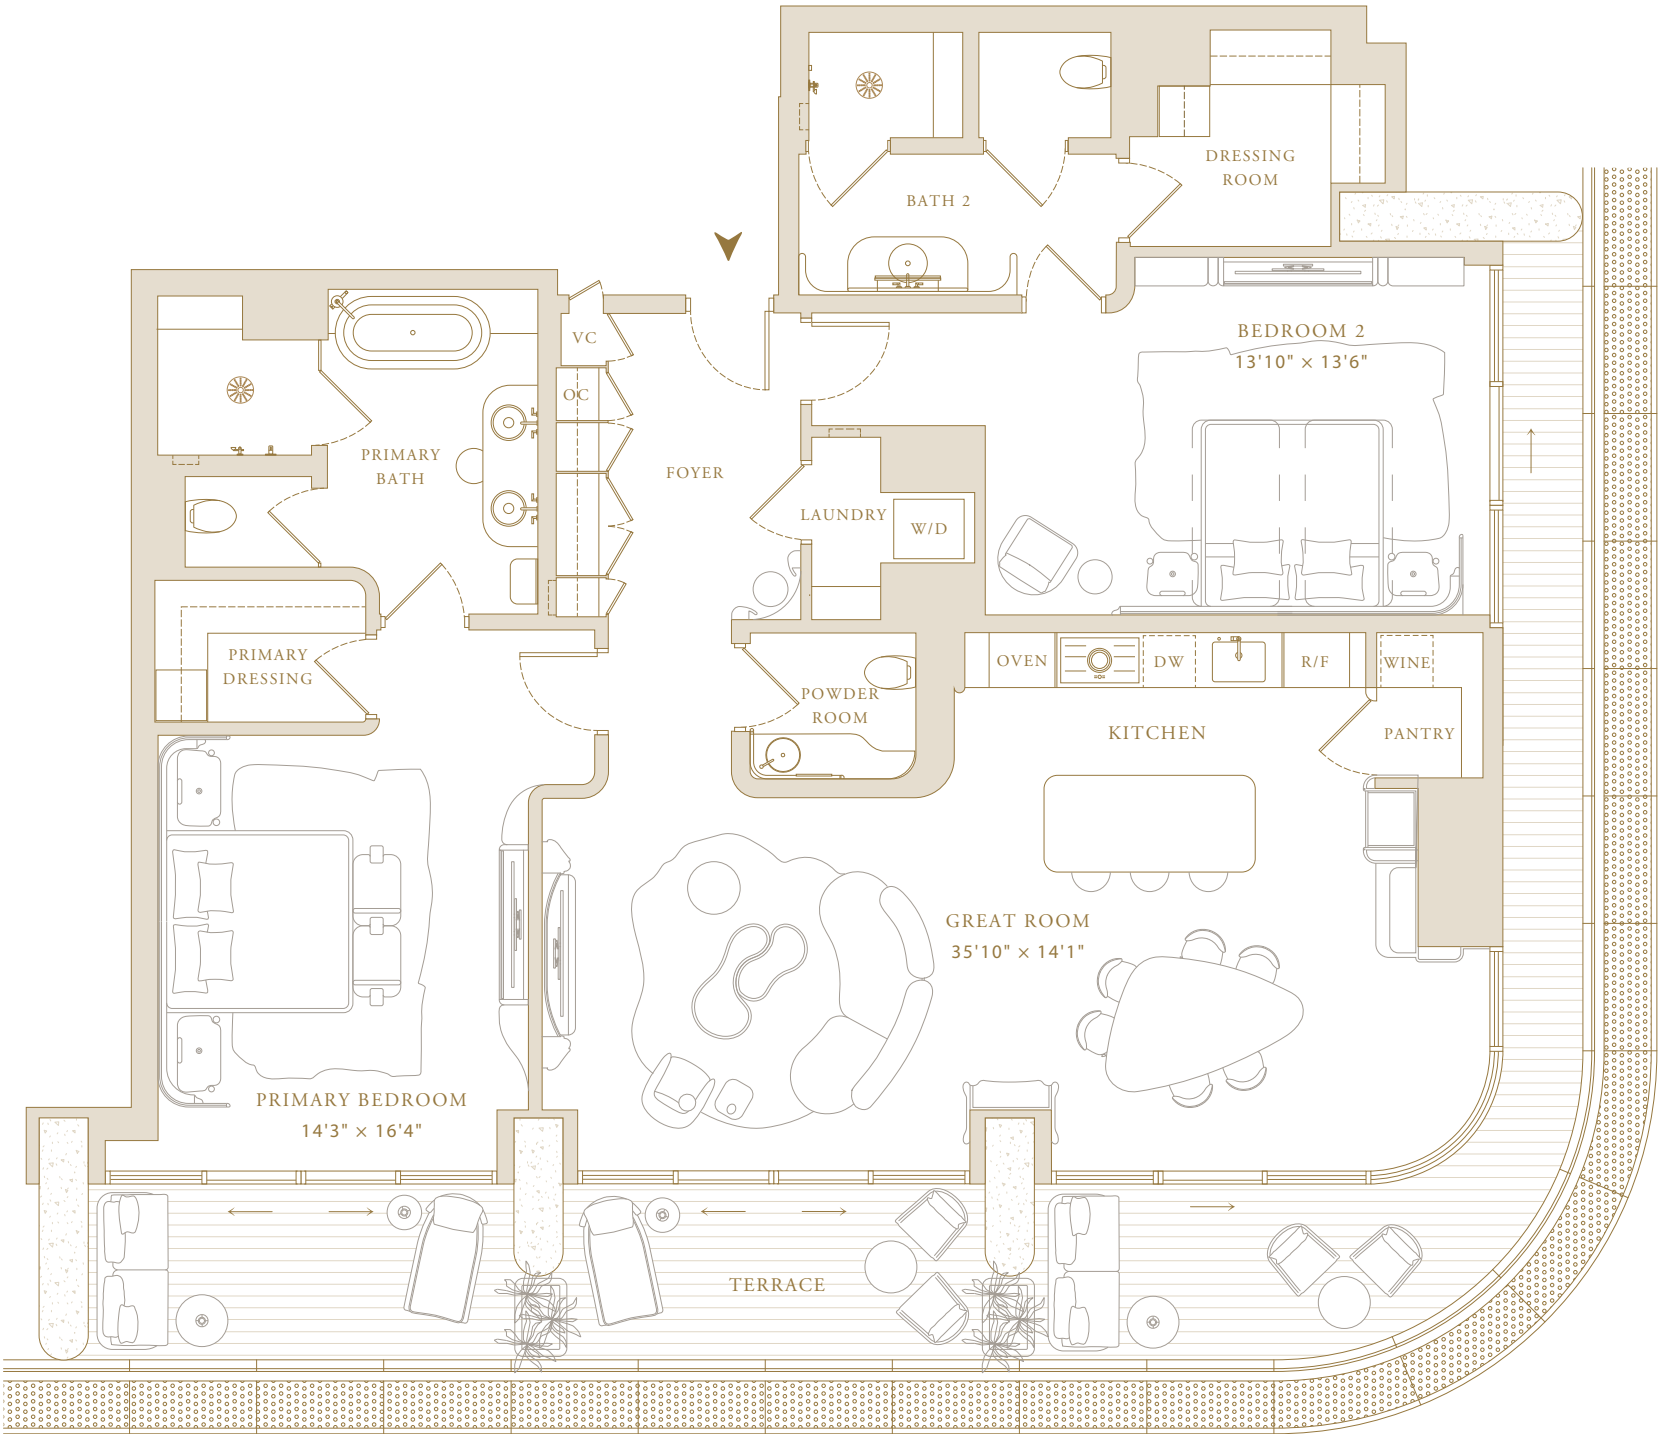 DRESSING
ROOM
BATH 2
BEDROOM 2
13'10" × 13'6"
VC
OC
PRIMARY
BATH
FOYER
LAUNDRY
W/D
PRIMARY
DRESSING
POWDER
ROOM
OVEN
DW
R/F
WINE
KITCHEN
PANTRY
GREAT ROOM
35'10" × 14'1"
PRIMARY BEDROOM
14'3" × 16'4"
TERRACE